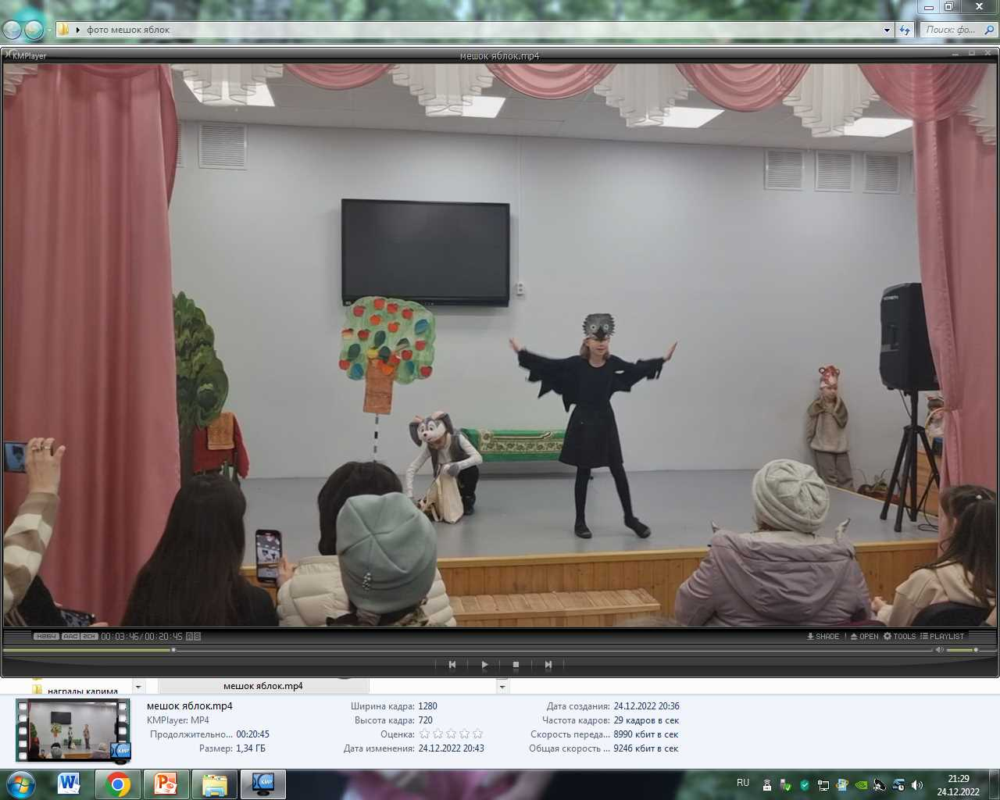 фото мешок яблок
Поиск: фо...
KMPlayer
мешок яблок.mp4
H264 AAC 2CH 00:03:46/00:20:45
SHADE
OPEN
TOOLS
PLAYLIST
награды карима
мешок яблок.mp4
мешок яблок.mp4
KMPlayer: MP4
Продолжительно... 00:20:45
Размер: 1,34 ГБ
Ширина кадра: 1280
Высота кадра: 720
Оценка:
Дата изменения: 24.12.2022 20:43
Дата создания: 24.12.2022 20:36
Частота кадров: 29 кадров в сек
Скорость переда... 8990 кбит в сек
Общая скорость ... 9246 кбит в сек
KMP
RU
21:29
24.12.2022